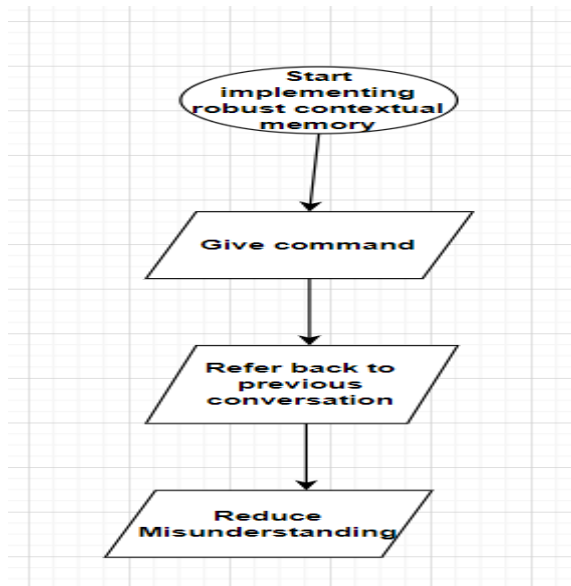 Start
implementing
robust contextual
memory
Give command
Refer back to
previous
conversation
Reduce
Misunderstanding